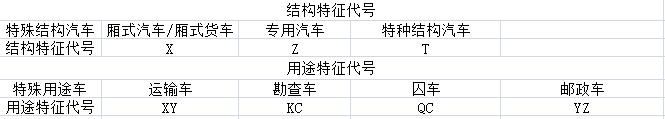 结构特征代号
特殊结构汽车 厢式汽车/厢式货车 专用汽车 特种结构汽车
结构特征代号 X Z T
用途特征代号
特殊用途车 运输车 勘查车 囚车 邮政车
用途特征代号 XY KC QC YZ